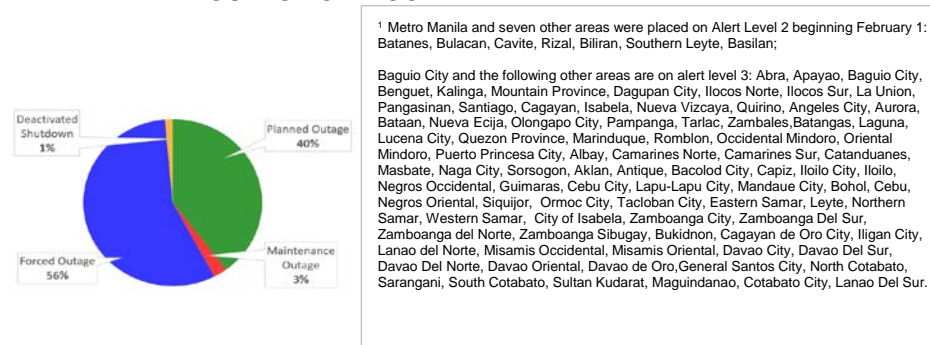 Deactivated
Shutdown
1%
Planned Outage
40%
Forced Outage
56%
Maintenance
Outage
3%
¹ Metro Manila and seven other areas were placed on Alert Level 2 beginning February 1:
Batanes, Bulacan, Cavite, Rizal, Biliran, Southern Leyte, Basilan;
Baguio City and the following other areas are on alert level 3: Abra, Apayao, Baguio City,
Benguet, Kalinga, Mountain Province, Dagupan City, Ilocos Norte, Ilocos Sur, La Union,
Pangasinan, Santiago, Cagayan, Isabela, Nueva Vizcaya, Quirino, Angeles City, Aurora,
Bataan, Nueva Ecija, Olongapo City, Pampanga, Tarlac, Zambales,Batangas, Laguna,
Lucena City, Quezon Province, Marinduque, Romblon, Occidental Mindoro, Oriental
Mindoro, Puerto Princesa City, Albay, Camarines Norte, Camarines Sur, Catanduanes,
Masbate, Naga City, Sorsogon, Aklan, Antique, Bacolod City, Capiz, Iloilo City, Iloilo,
Negros Occidental, Guimaras, Cebu City, Lapu-Lapu City, Mandaue City, Bohol, Cebu,
Negros Oriental, Siquijor, Ormoc City, Tacloban City, Eastern Samar, Leyte, Northern
Samar, Western Samar, City of Isabela, Zamboanga City, Zamboanga Del Sur,
Zamboanga del Norte, Zamboanga Sibugay, Bukidnon, Cagayan de Oro City, Iligan City,
Lanao del Norte, Misamis Occidental, Misamis Oriental, Davao City, Davao Del Sur,
Davao Del Norte, Davao Oriental, Davao de Oro,General Santos City, North Cotabato,
Sarangani, South Cotabato, Sultan Kudarat, Maguindanao, Cotabato City, Lanao Del Sur.